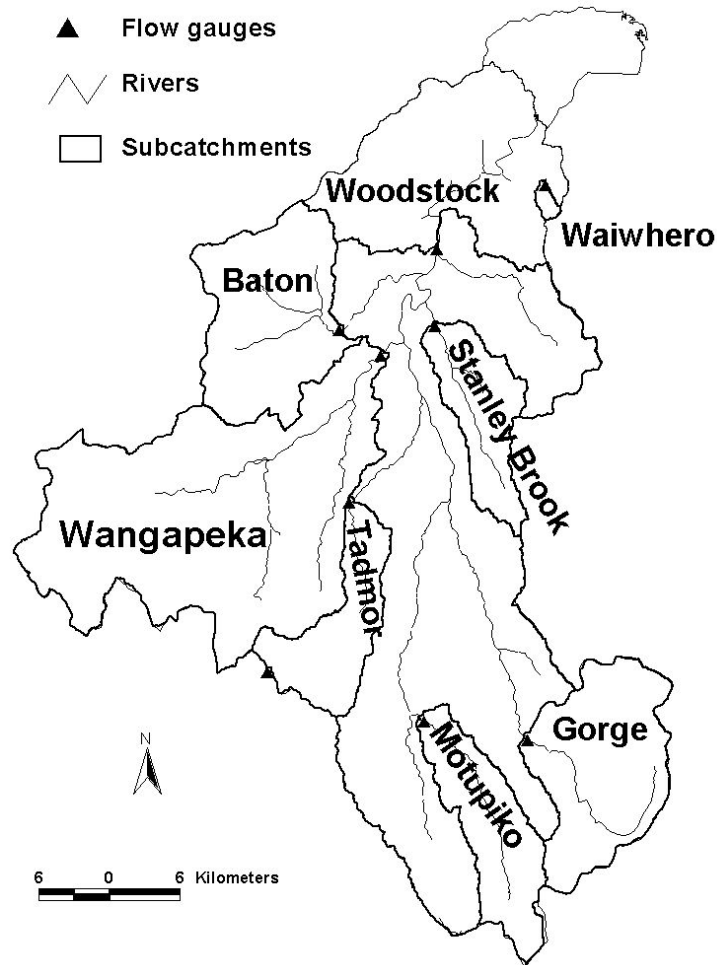 Flow gauges
Rivers
Subcatchments
Woodstock
Waiwhero
Baton
Stanley Brook
Wangapeka
Tadmor
Gorge
Motupiko
N
6 0 6 Kilometers